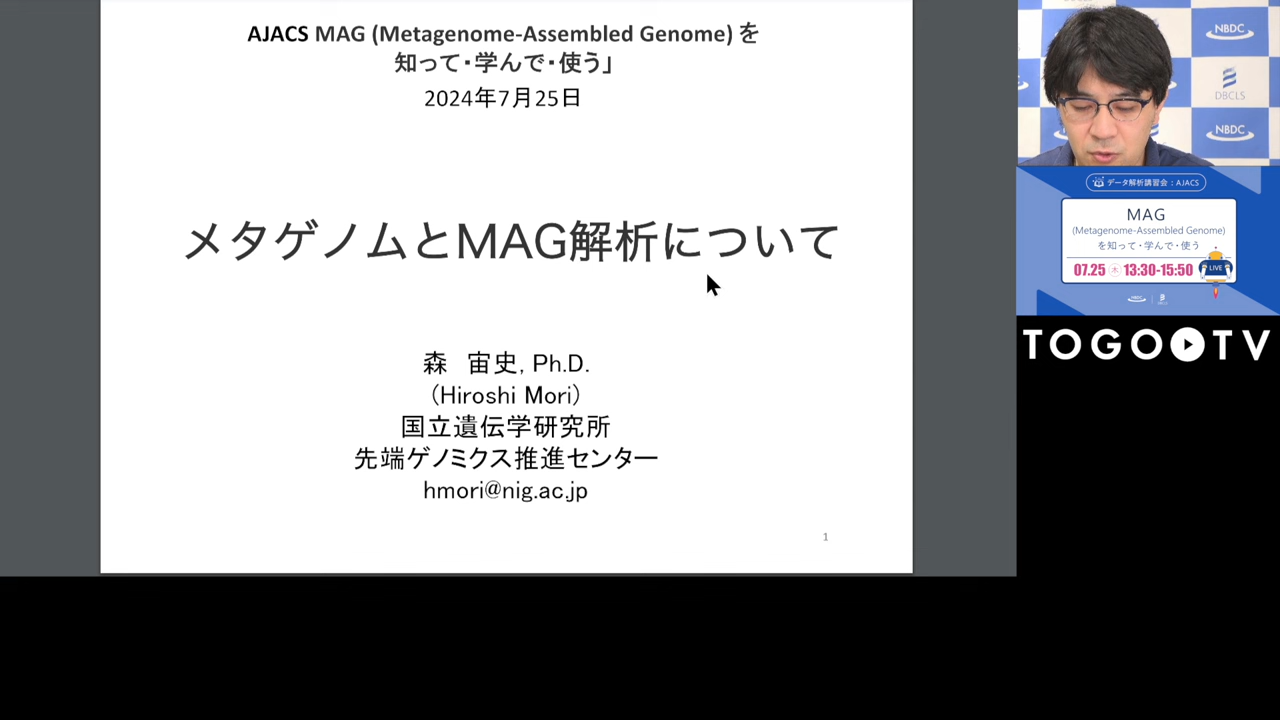 AJACS MAG (Metagenome-Assembled Genome) を
知って・学んで・使う」
2024年7月25日
メタゲノムとMAG解析について
森　宙史, Ph.D.
(Hiroshi Mori)
国立遺伝学研究所
先端ゲノミクス推進センター
hmori@nig.ac.jp
1
NBDC
DBCLS
NBDC
NBDC
データ解析講習会：AJACS
MAG
(Metagenome-Assembled Genome)
を知って・学んで・使う
07.25 木 13:30-15:50
LIVE
TOGO TV